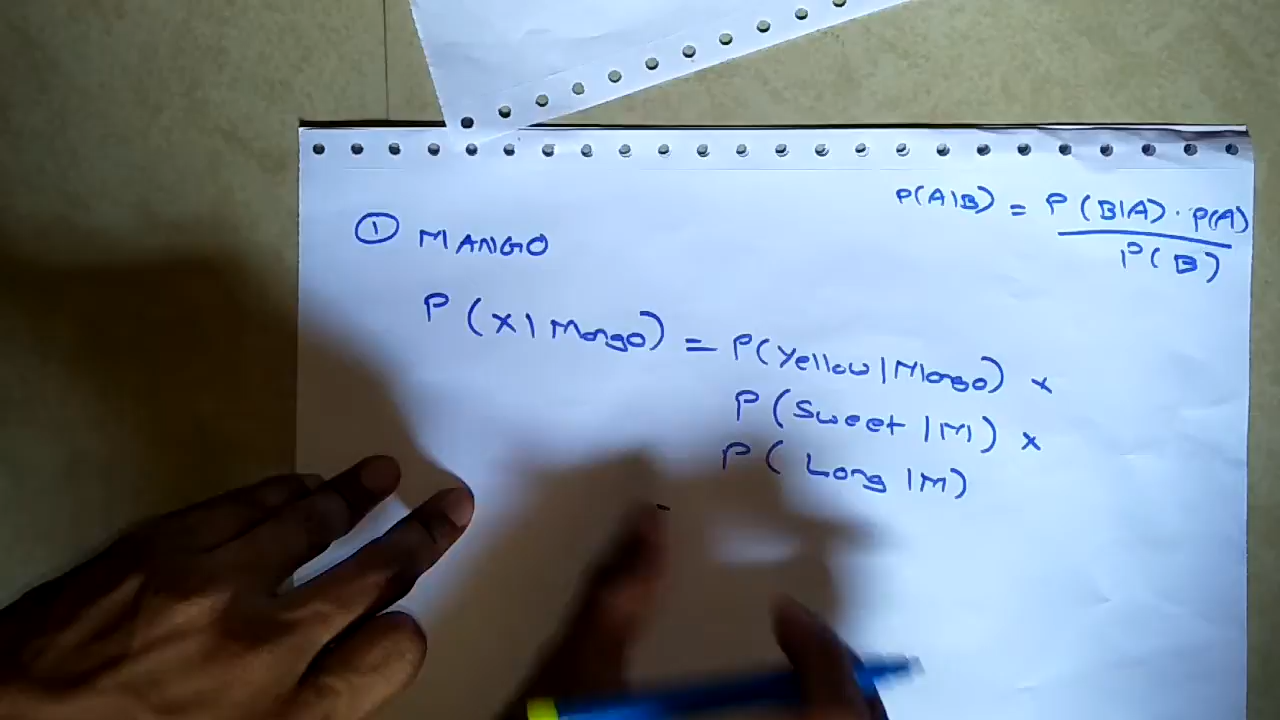 P(A|B) = P(B|A) · P(A)
P(B)
① MANGO
P(X|Mango) = P(Yellow|Mango) ×
P(Sweet|M) ×
P(Long|M)